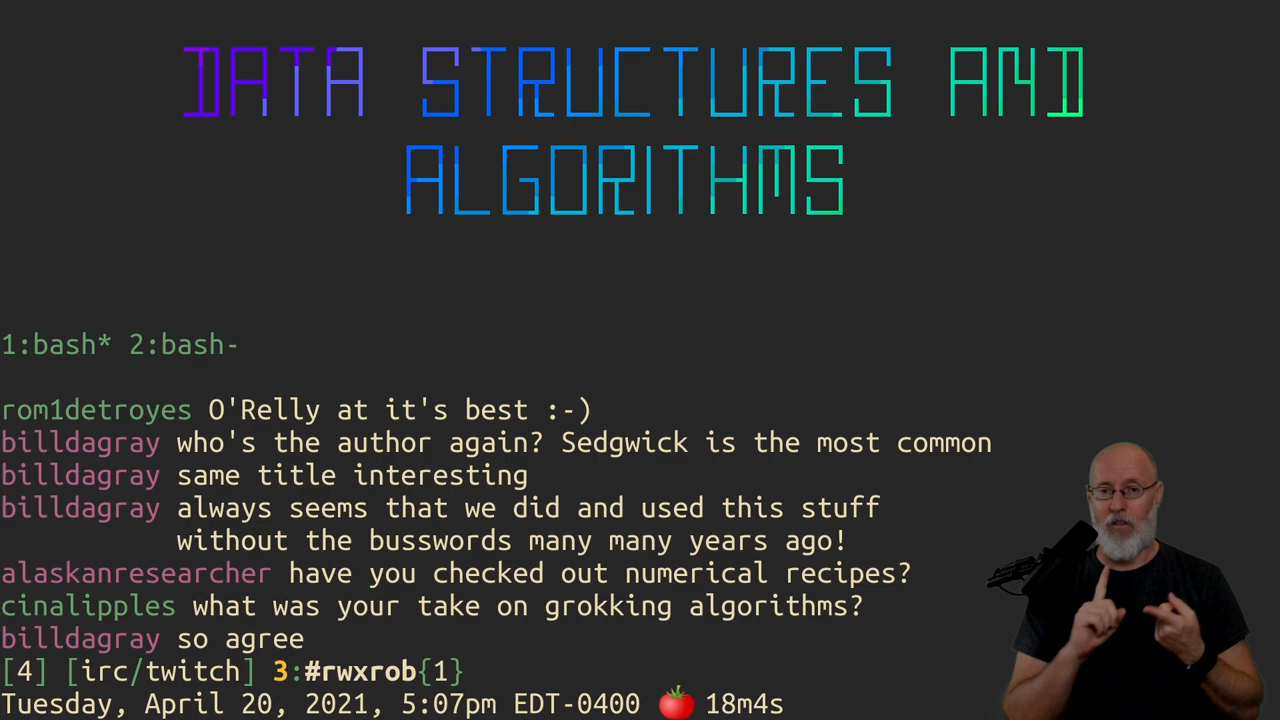 DATA STRUCTURES AND
ALGORITHMS
1:bash* 2:bash-
rom1detroyes O'Relly at it's best :-)
billdagray who's the author again? Sedgwick is the most common
billdagray same title interesting
billdagray always seems that we did and used this stuff
without the busswords many many years ago!
alaskanresearcher have you checked out numerical recipes?
cinalipples what was your take on grokking algorithms?
billdagray so agree
[4] [irc/twitch] 3:#rwxrob{1}
Tuesday, April 20, 2021, 5:07pm EDT-0400 🍅 18m4s